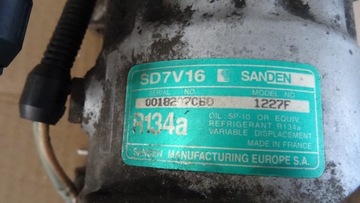 SD7V16 SANDEN
SERIAL NO. MODEL NO.
1227F
R134a
OIL: SP-10 OR EQUIV.
REFRIGERANT R134a
VARIABLE DISPLACEMENT
MADE IN FRANCE
SANDEN MANUFACTURING EUROPE S.A.